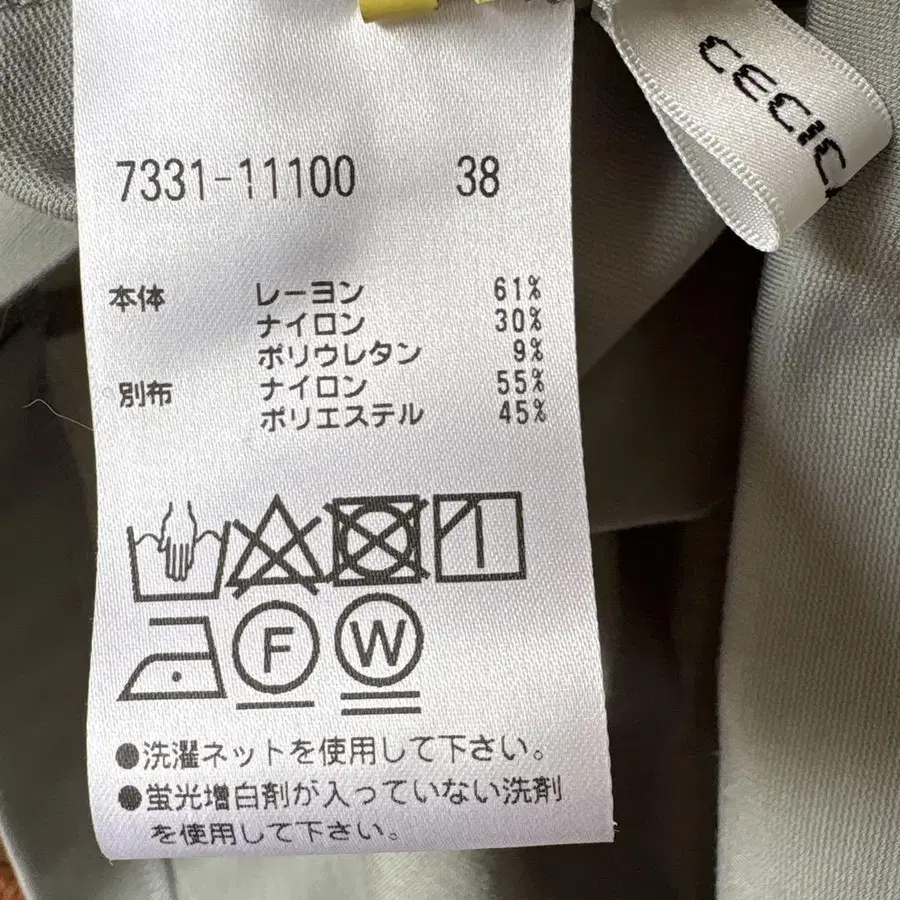 7331-11100 38
本体 レーヨン 61%
ナイロン 30%
ポリウレタン 9%
別布 ナイロン 55%
ポリエステル 45%
F W
●洗濯ネットを使用して下さい。
●蛍光増白剤が入っていない洗剤
を使用して下さい。